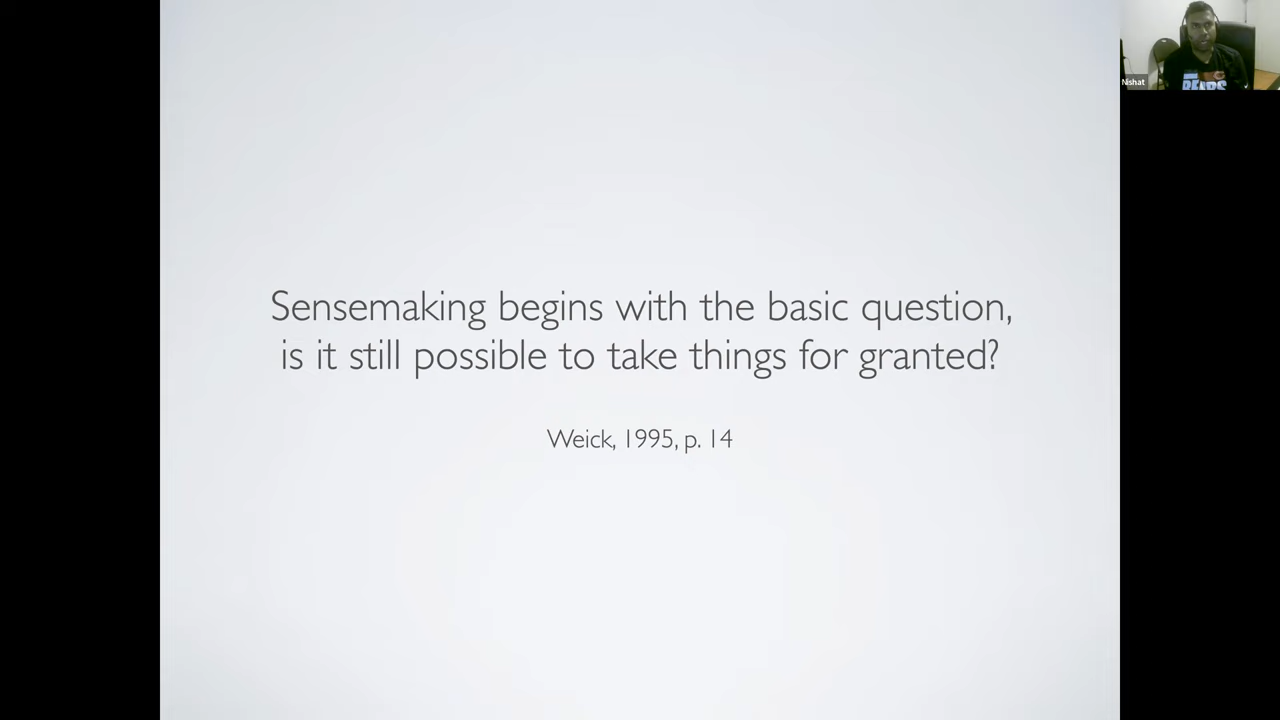 Sensemaking begins with the basic question,
is it still possible to take things for granted?
Weick, 1995, p. 14
Nishat
BEARS